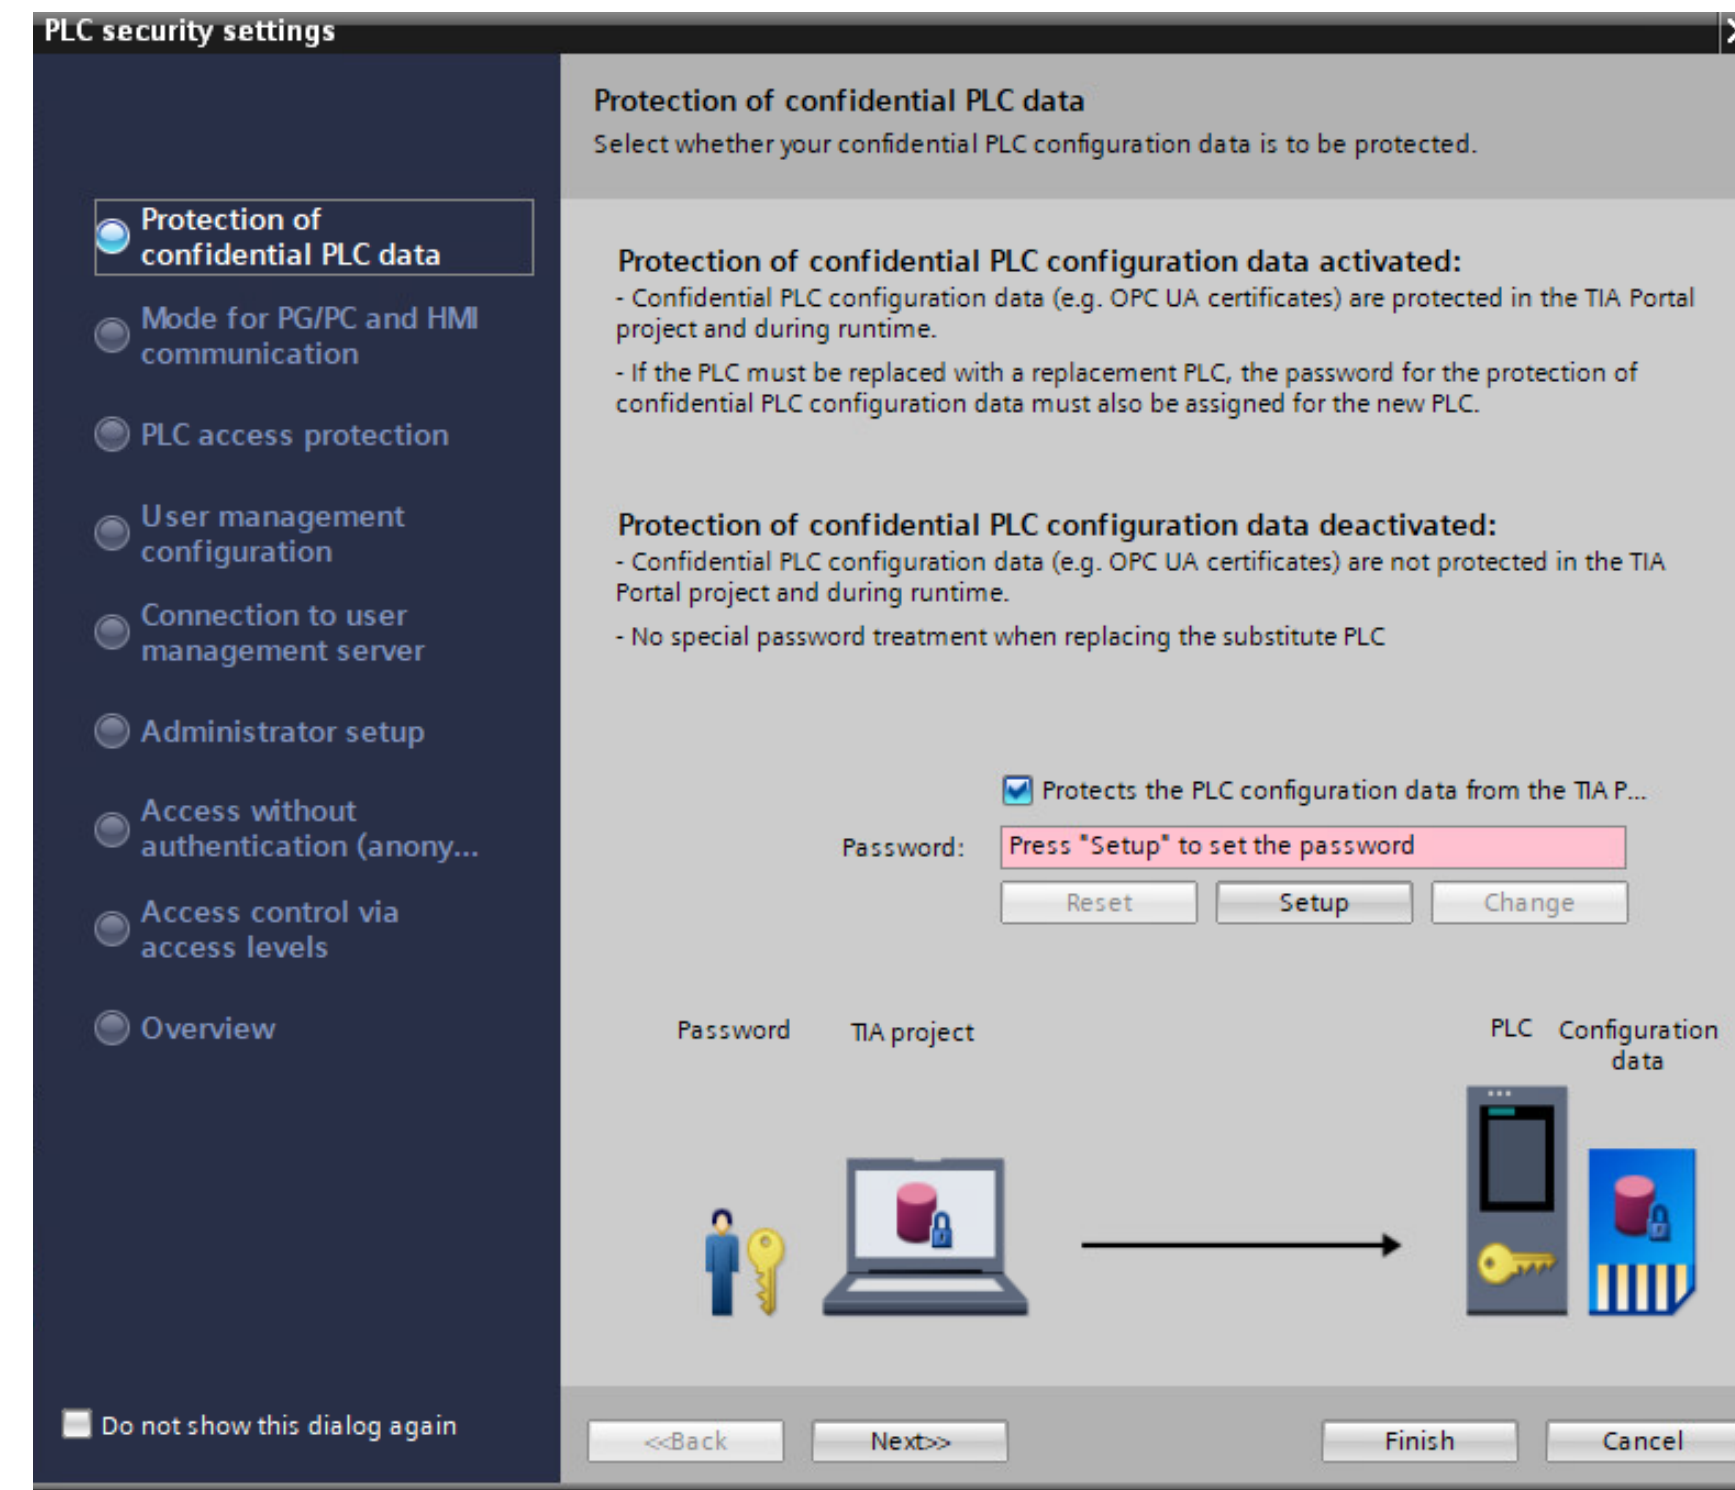 PLC security settings
Protection of confidential PLC data
Select whether your confidential PLC configuration data is to be protected.
Protection of
confidential PLC data
Mode for PG/PC and HMI
communication
PLC access protection
User management
configuration
Connection to user
management server
Administrator setup
Access without
authentication (anony...
Access control via
access levels
Overview
Do not show this dialog again
Protection of confidential PLC configuration data activated:
- Confidential PLC configuration data (e.g. OPC UA certificates) are protected in the TIA Portal
project and during runtime.
- If the PLC must be replaced with a replacement PLC, the password for the protection of
confidential PLC configuration data must also be assigned for the new PLC.
Protection of confidential PLC configuration data deactivated:
- Confidential PLC configuration data (e.g. OPC UA certificates) are not protected in the TIA
Portal project and during runtime.
- No special password treatment when replacing the substitute PLC
Protects the PLC configuration data from the TIA P...
Password: Press "Setup" to set the password
Reset Setup Change
Password TIA project PLC Configuration
data
<<Back Next>> Finish Cancel